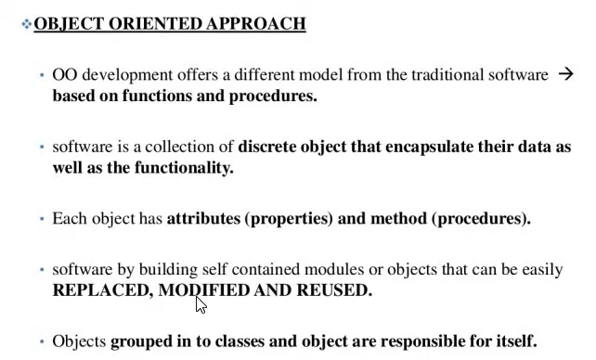 ❖OBJECT ORIENTED APPROACH
• OO development offers a different model from the traditional software →
based on functions and procedures.
• software is a collection of discrete object that encapsulate their data as
well as the functionality.
• Each object has attributes (properties) and method (procedures).
• software by building self contained modules or objects that can be easily
REPLACED, MODIFIED AND REUSED.
• Objects grouped in to classes and object are responsible for itself.